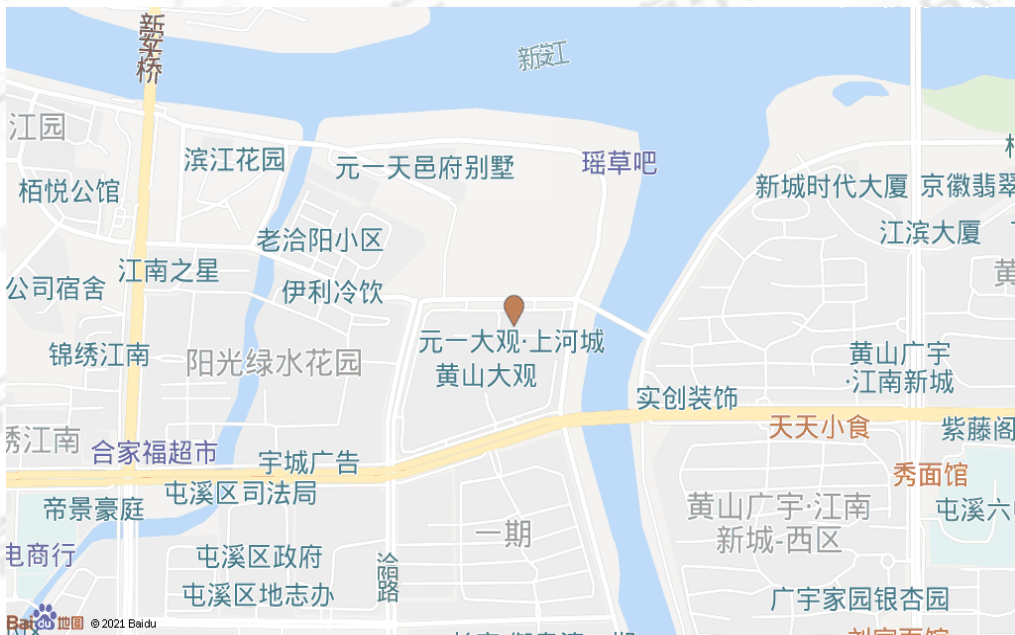 新安桥
新安江
江园
滨江花园
元一天邑府别墅
瑶草吧
栢悦公馆
新城时代大厦
京徽翡翠
老洽阳小区
江滨大厦
江南之星
公司宿舍
伊利冷饮
黄
元一大观·上河城
锦绣江南
阳光绿水花园
黄山大观
黄山广宇
·江南新城
实创装饰
天天小食
紫藤阁
绣江南
合家福超市
宇城广告
秀面馆
屯溪区司法局
帝景豪庭
黄山广宇·江南
新城-西区
屯溪六
一期
电商行
屯溪区政府
洽阳路
屯溪区地志办
广宇家园银杏园
Bai du 地图
© 2021 Baidu